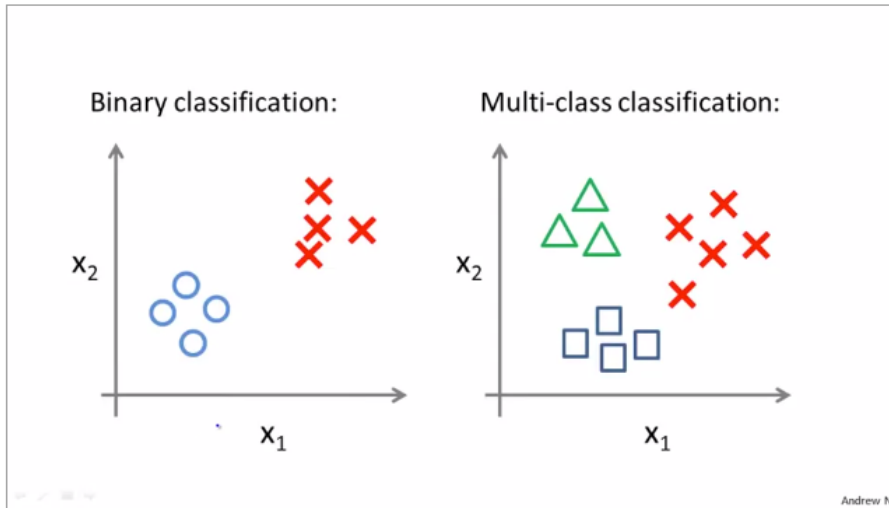 Binary classification:
Multi-class classification:
x₂
x₁
x₂
x₁
Andrew N